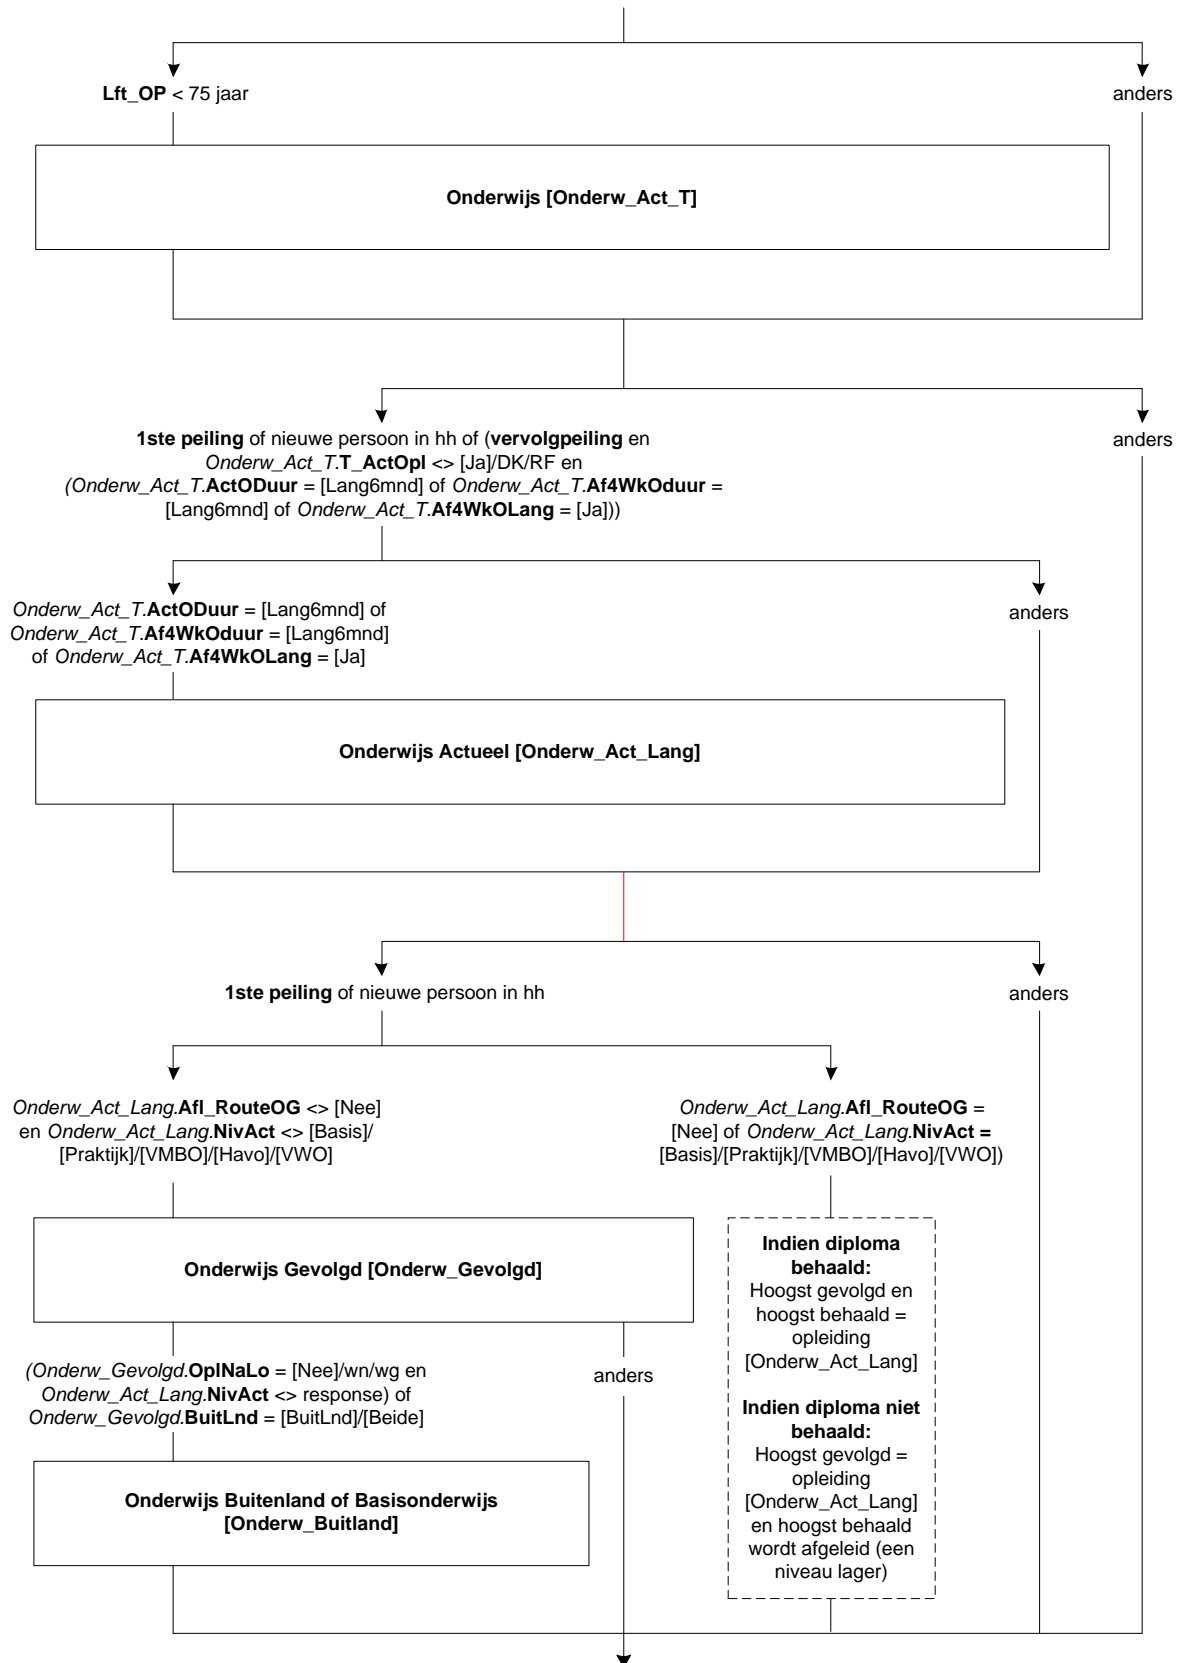 Lft_OP < 75 jaar
anders
Onderwijs [Onderw_Act_T]
1ste peiling of nieuwe persoon in hh of (vervolgpeiling en
Onderw_Act_T.T_ActOpl <> [Ja]/DK/RF en
(Onderw_Act_T.ActODuur = [Lang6mnd] of Onderw_Act_T.Af4WkOduur =
[Lang6mnd] of Onderw_Act_T.Af4WkOLang = [Ja]))
anders
Onderw_Act_T.ActODuur = [Lang6mnd] of
Onderw_Act_T.Af4WkOduur = [Lang6mnd]
of Onderw_Act_T.Af4WkOLang = [Ja]
anders
Onderwijs Actueel [Onderw_Act_Lang]
1ste peiling of nieuwe persoon in hh
anders
Onderw_Act_Lang.Afl_RouteOG <> [Nee]
en Onderw_Act_Lang.NivAct <> [Basis]/
[Praktijk]/[VMBO]/[Havo]/[VWO]
Onderw_Act_Lang.Afl_RouteOG =
[Nee] of Onderw_Act_Lang.NivAct =
[Basis]/[Praktijk]/[VMBO]/[Havo]/[VWO])
Onderwijs Gevolgd [Onderw_Gevolgd]
(Onderw_Gevolgd.OplNaLo = [Nee]/wn/wg en
Onderw_Act_Lang.NivAct <> response) of
Onderw_Gevolgd.BuitLnd = [BuitLnd]/[Beide]
anders
Onderwijs Buitenland of Basisonderwijs
[Onderw_Buitland]
Indien diploma
behaald:
Hoogst gevolgd en
hoogst behaald =
opleiding
[Onderw_Act_Lang]
Indien diploma niet
behaald:
Hoogst gevolgd =
opleiding
[Onderw_Act_Lang]
en hoogst behaald
wordt afgeleid (een
niveau lager)